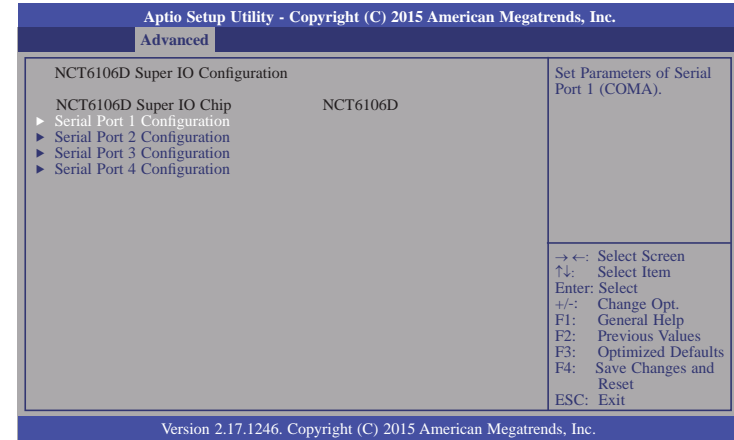 Aptio Setup Utility - Copyright (C) 2015 American Megatrends, Inc.
Advanced
NCT6106D Super IO Configuration
NCT6106D Super IO Chip NCT6106D
► Serial Port 1 Configuration
► Serial Port 2 Configuration
► Serial Port 3 Configuration
► Serial Port 4 Configuration
Set Parameters of Serial
Port 1 (COMA).
→←: Select Screen
↑↓: Select Item
Enter: Select
+/-: Change Opt.
F1: General Help
F2: Previous Values
F3: Optimized Defaults
F4: Save Changes and
Reset
ESC: Exit
Version 2.17.1246. Copyright (C) 2015 American Megatrends, Inc.